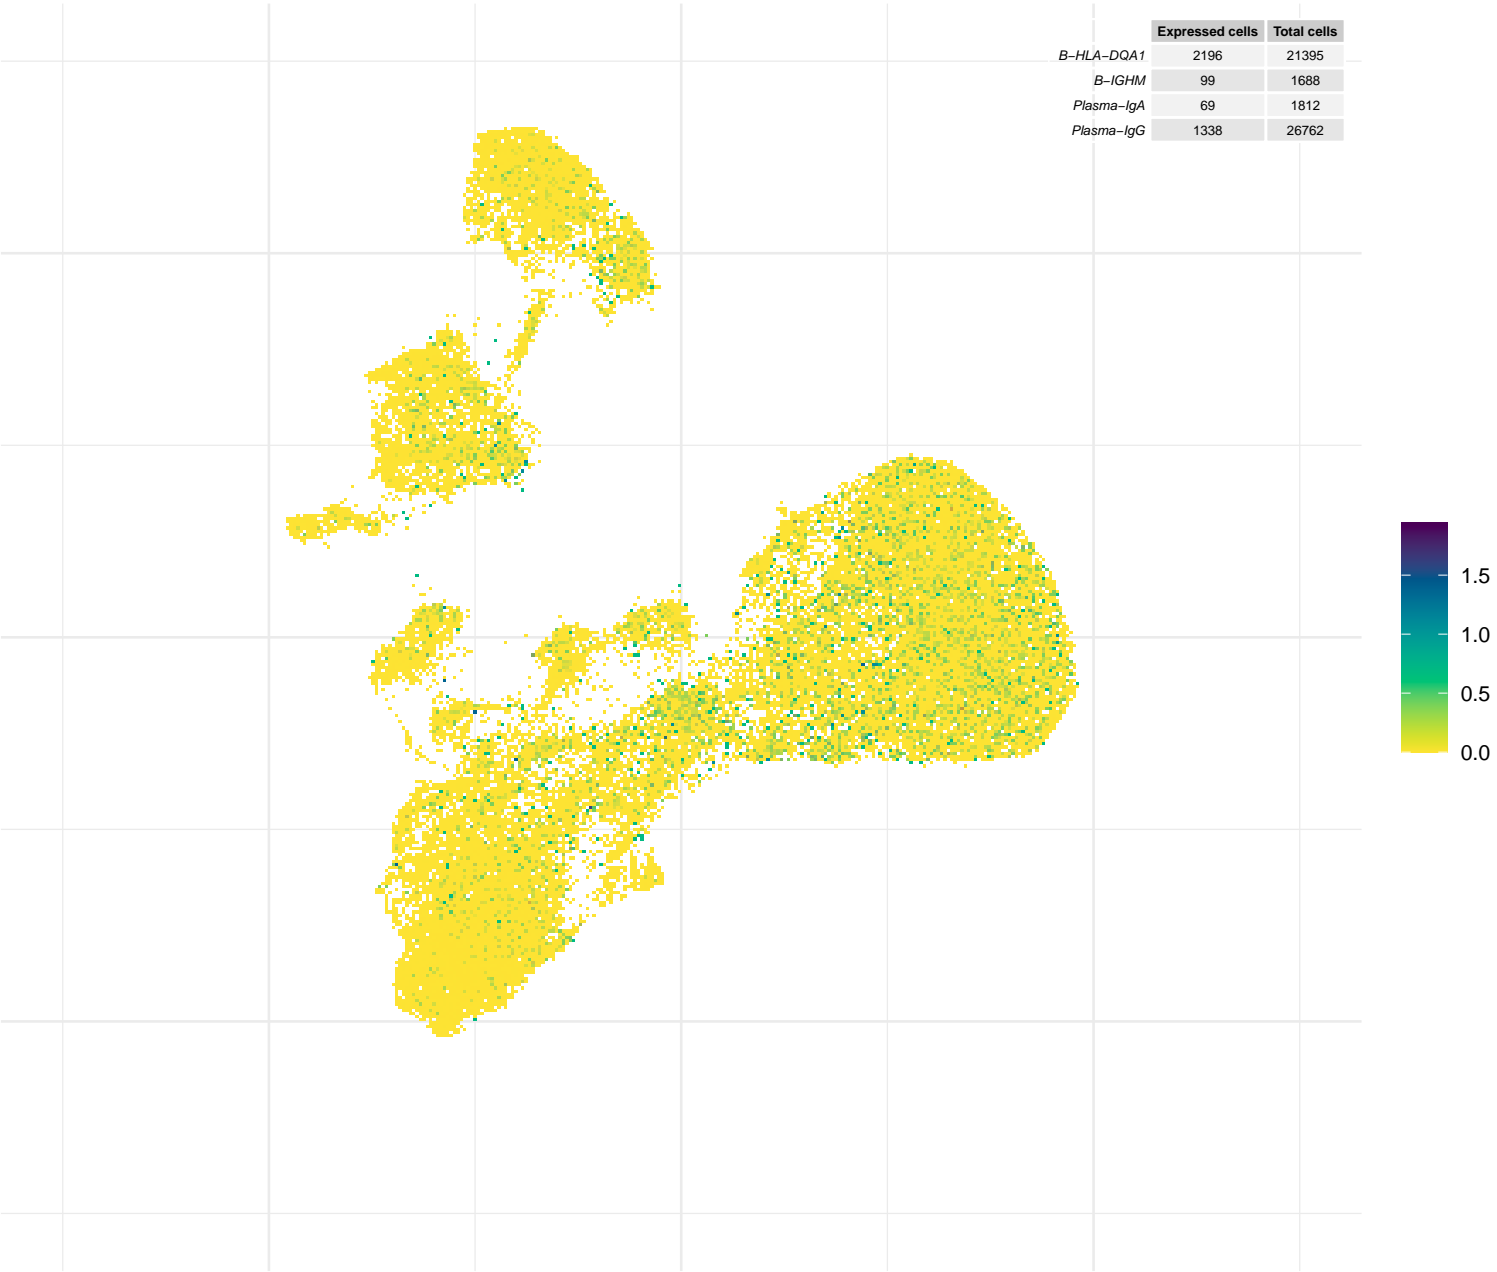 Expressed cells Total cells
B-HLA-DQA1 2196 21395
B-IGHM 99 1688
Plasma-IgA 69 1812
Plasma-IgG 1338 26762
1.5
1.0
0.5
0.0